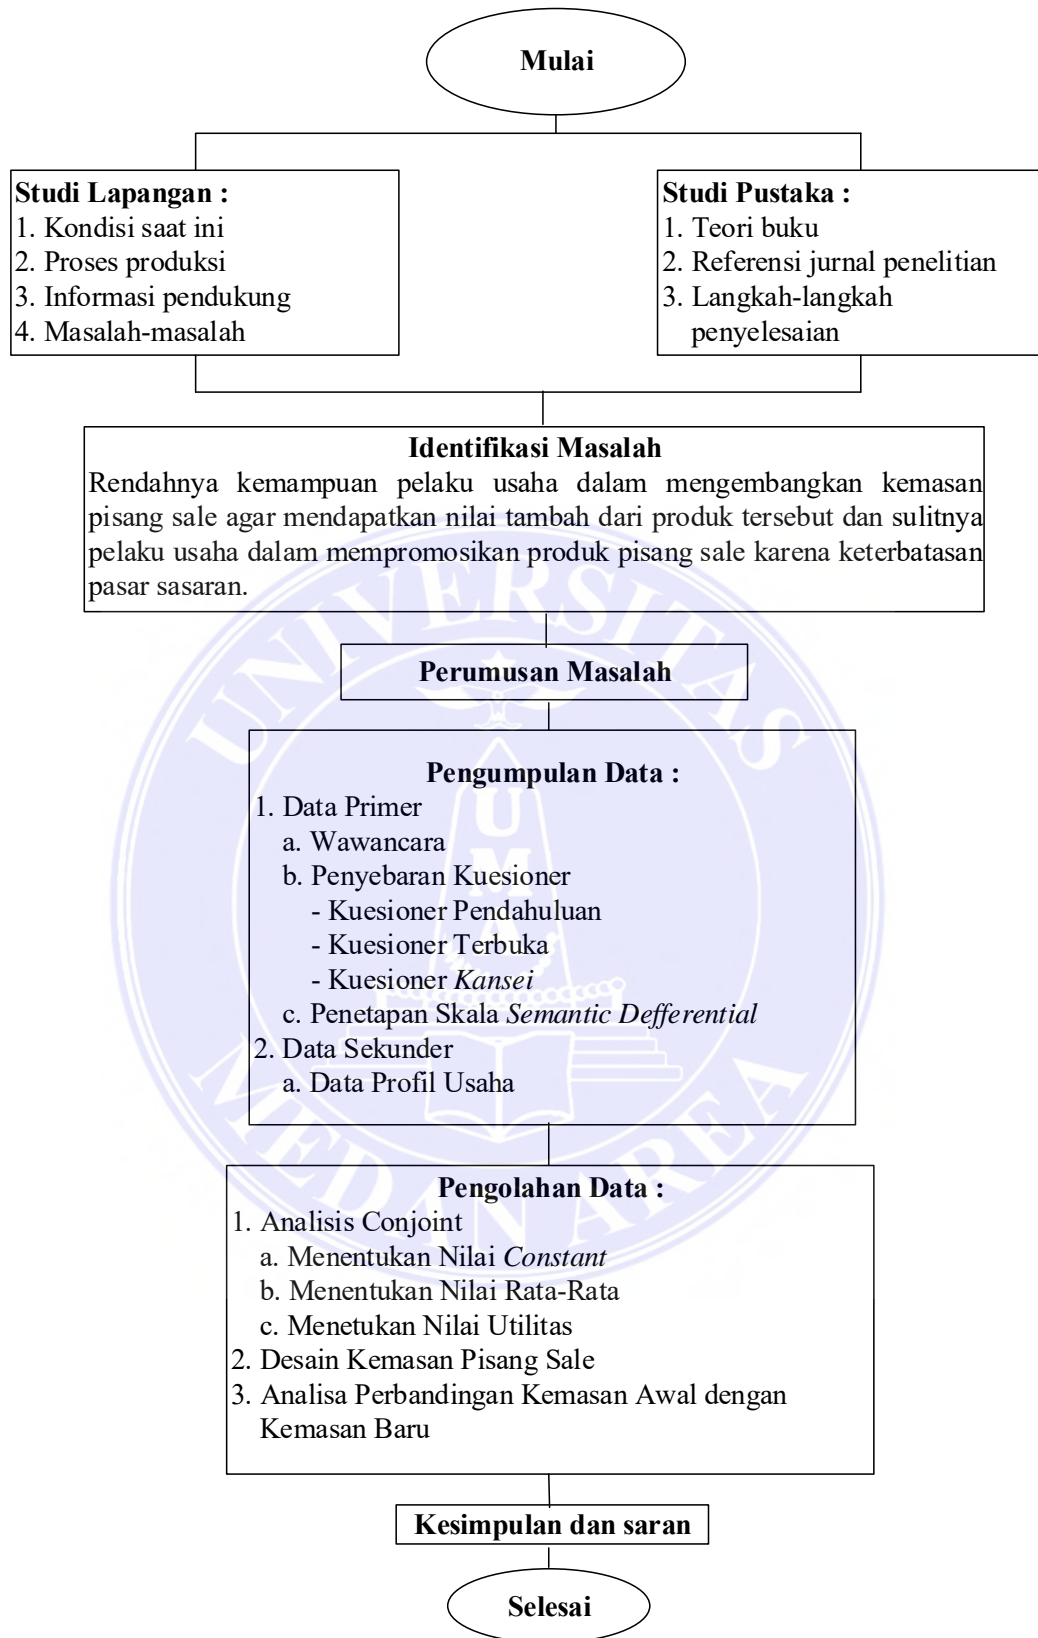 Mulai
Studi Lapangan :
1. Kondisi saat ini
2. Proses produksi
3. Informasi pendukung
4. Masalah-masalah
Studi Pustaka :
1. Teori buku
2. Referensi jurnal penelitian
3. Langkah-langkah
penyelesaian
Identifikasi Masalah
Rendahnya kemampuan pelaku usaha dalam mengembangkan kemasan
pisang sale agar mendapatkan nilai tambah dari produk tersebut dan sulitnya
pelaku usaha dalam mempromosikan produk pisang sale karena keterbatasan
pasar sasaran.
Perumusan Masalah
Pengumpulan Data :
1. Data Primer
a. Wawancara
b. Penyebaran Kuesioner
- Kuesioner Pendahuluan
- Kuesioner Terbuka
- Kuesioner Kansei
c. Penetapan Skala Semantic Defferential
2. Data Sekunder
a. Data Profil Usaha
Pengolahan Data :
1. Analisis Conjoint
a. Menentukan Nilai Constant
b. Menentukan Nilai Rata-Rata
c. Menetukan Nilai Utilitas
2. Desain Kemasan Pisang Sale
3. Analisa Perbandingan Kemasan Awal dengan
Kemasan Baru
Kesimpulan dan saran
Selesai
UNIVERSITAS
MEDAN AREA
U
M
A